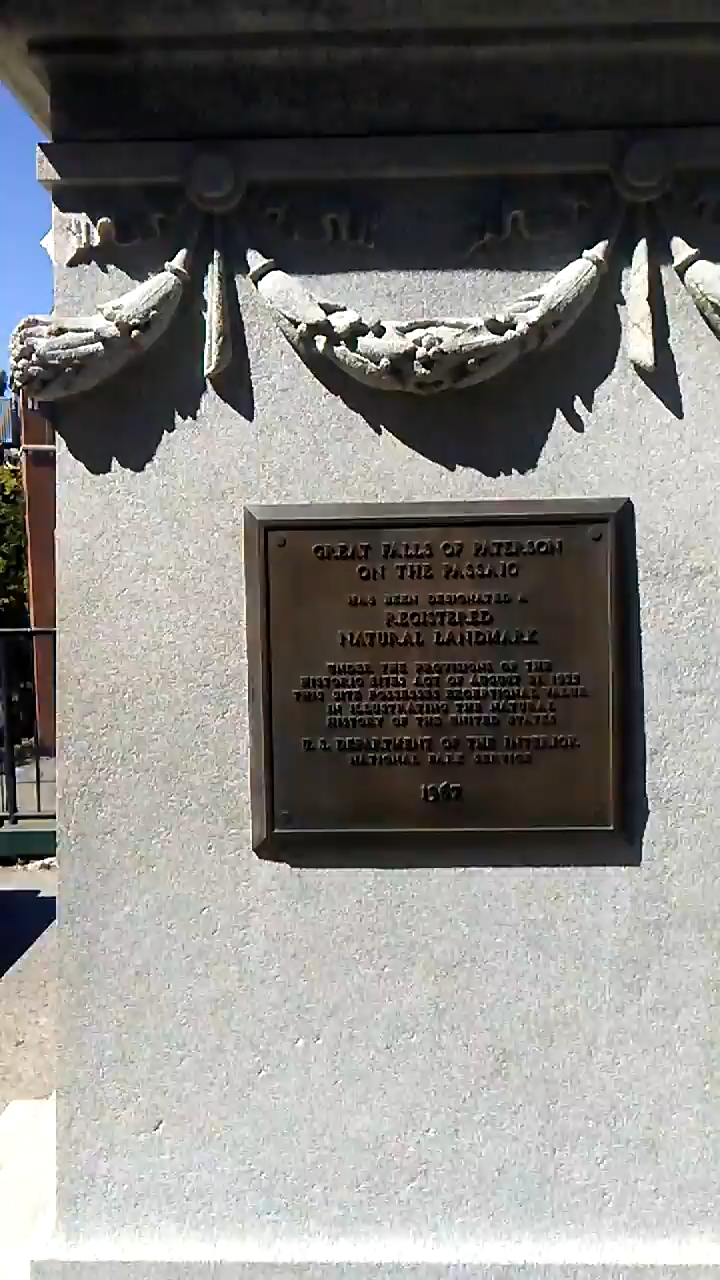 GREAT FALLS OF PATERSON
ON THE PASSAIC
HAS BEEN DESIGNATED A
REGISTERED
NATURAL LANDMARK
UNDER THE PROVISIONS OF THE
HISTORIC SITES ACT OF AUGUST 21, 1935
THIS SITE POSSESSES EXCEPTIONAL VALUE
IN ILLUSTRATING THE NATURAL
HISTORY OF THE UNITED STATES
U.S. DEPARTMENT OF THE INTERIOR
NATIONAL PARK SERVICE
1967